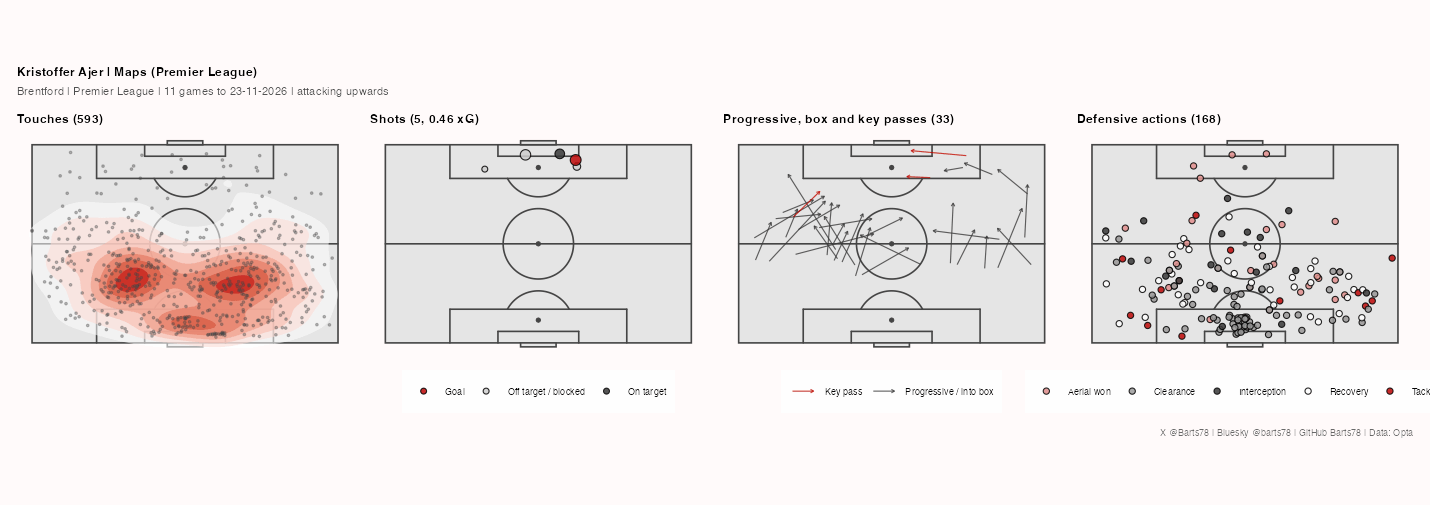 Kristoffer Ajer | Maps (Premier League)
Brentford | Premier League | 11 games to 23-11-2026 | attacking upwards
Touches (593)
Shots (5, 0.46 xG)
Progressive, box and key passes (33)
Defensive actions (168)
Goal
Off target / blocked
On target
Key pass
Progressive / into box
Aerial won
Clearance
Interception
Recovery
Tack
X: @Barts78 | Bluesky: @barts78 | GitHub: Barts78 | Data: Opta